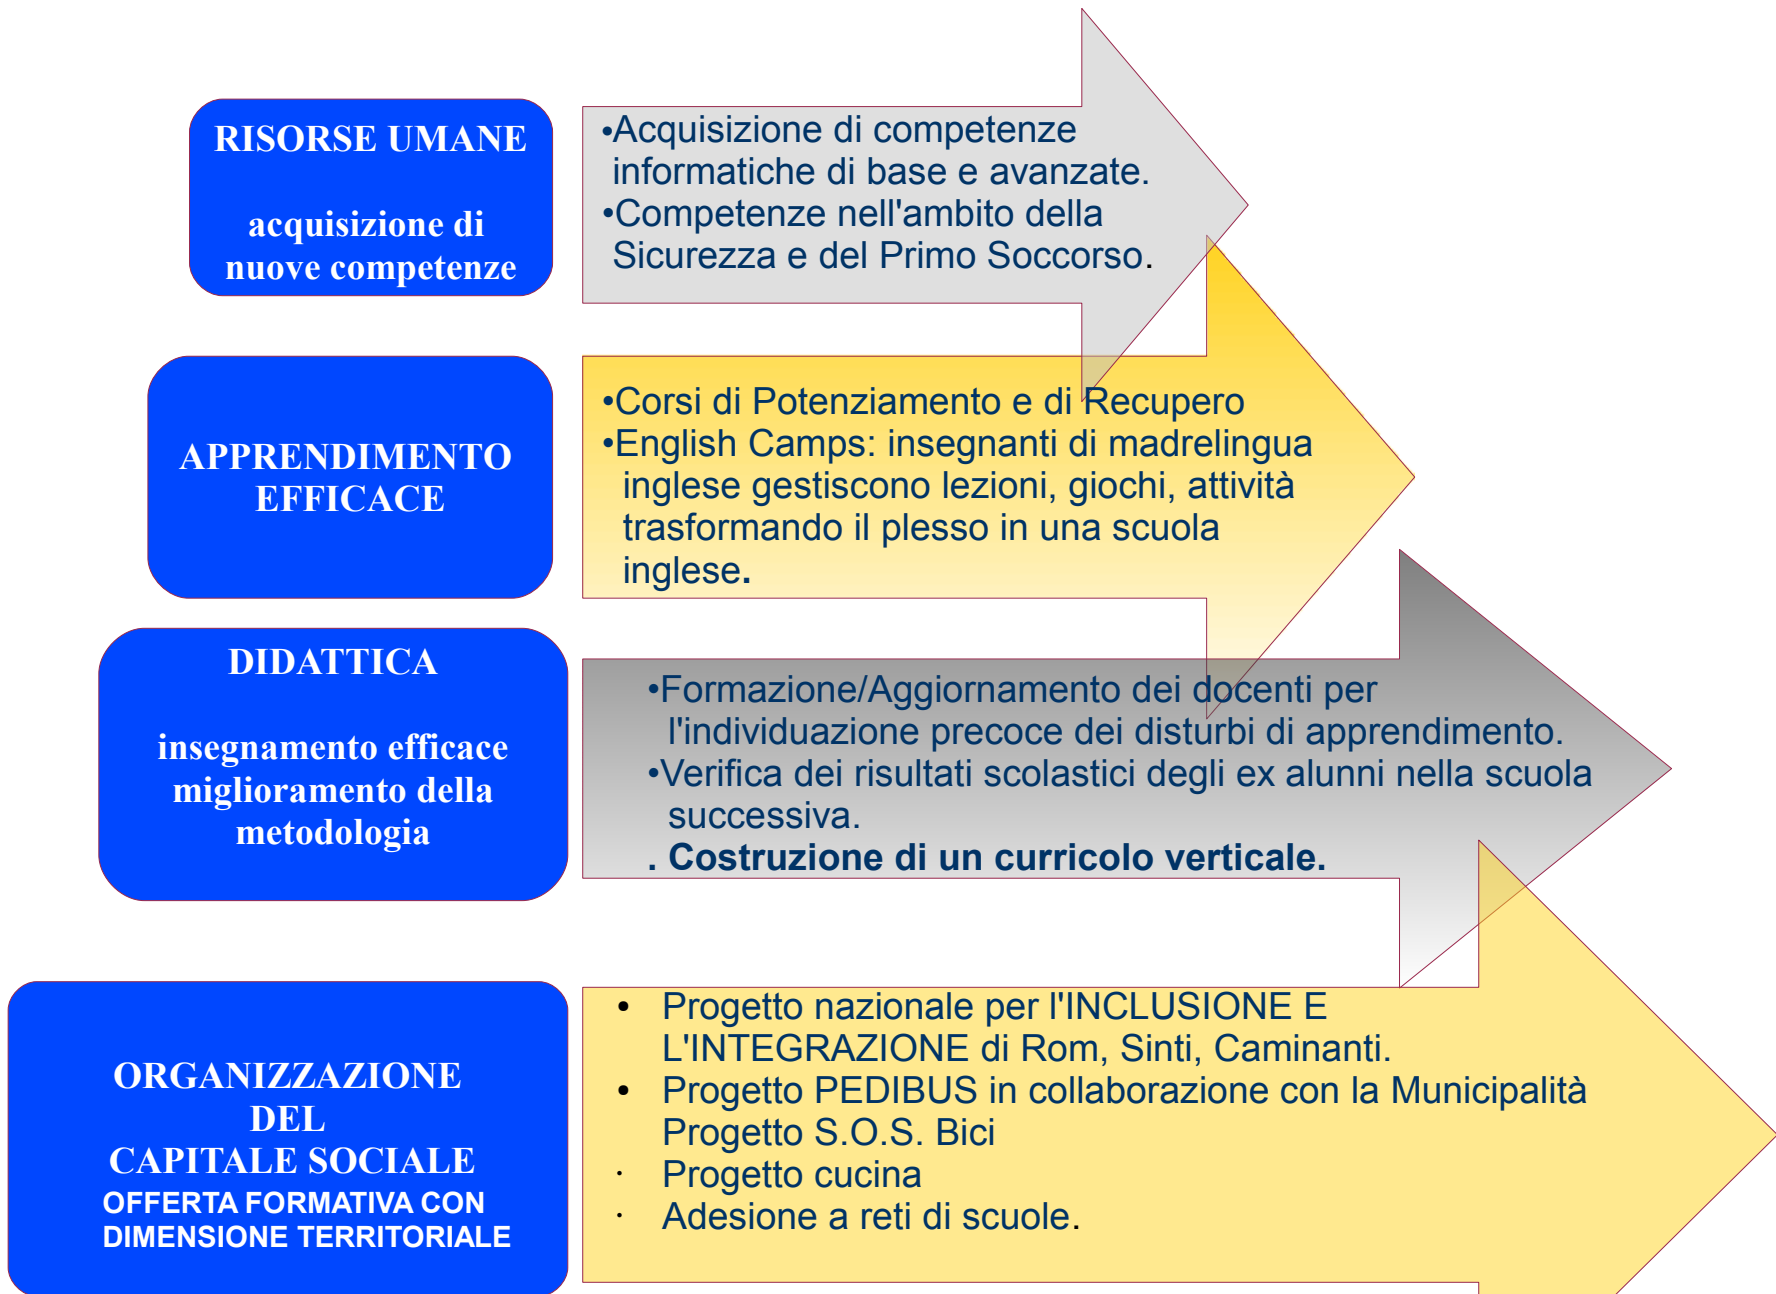 RISORSE UMANE
acquisizione di
nuove competenze
•Acquisizione di competenze
informatiche di base e avanzate.
•Competenze nell'ambito della
Sicurezza e del Primo Soccorso.
APPRENDIMENTO
EFFICACE
•Corsi di Potenziamento e di Recupero
•English Camps: insegnanti di madrelingua
inglese gestiscono lezioni, giochi, attività
trasformando il plesso in una scuola
inglese.
DIDATTICA
insegnamento efficace
miglioramento della
metodologia
•Formazione/Aggiornamento dei docenti per
l'individuazione precoce dei disturbi di apprendimento.
•Verifica dei risultati scolastici degli ex alunni nella scuola
successiva.
. Costruzione di un curricolo verticale.
ORGANIZZAZIONE
DEL
CAPITALE SOCIALE
OFFERTA FORMATIVA CON
DIMENSIONE TERRITORIALE
• Progetto nazionale per l'INCLUSIONE E
L'INTEGRAZIONE di Rom, Sinti, Caminanti.
• Progetto PEDIBUS in collaborazione con la Municipalità
Progetto S.O.S. Bici
· Progetto cucina
· Adesione a reti di scuole.